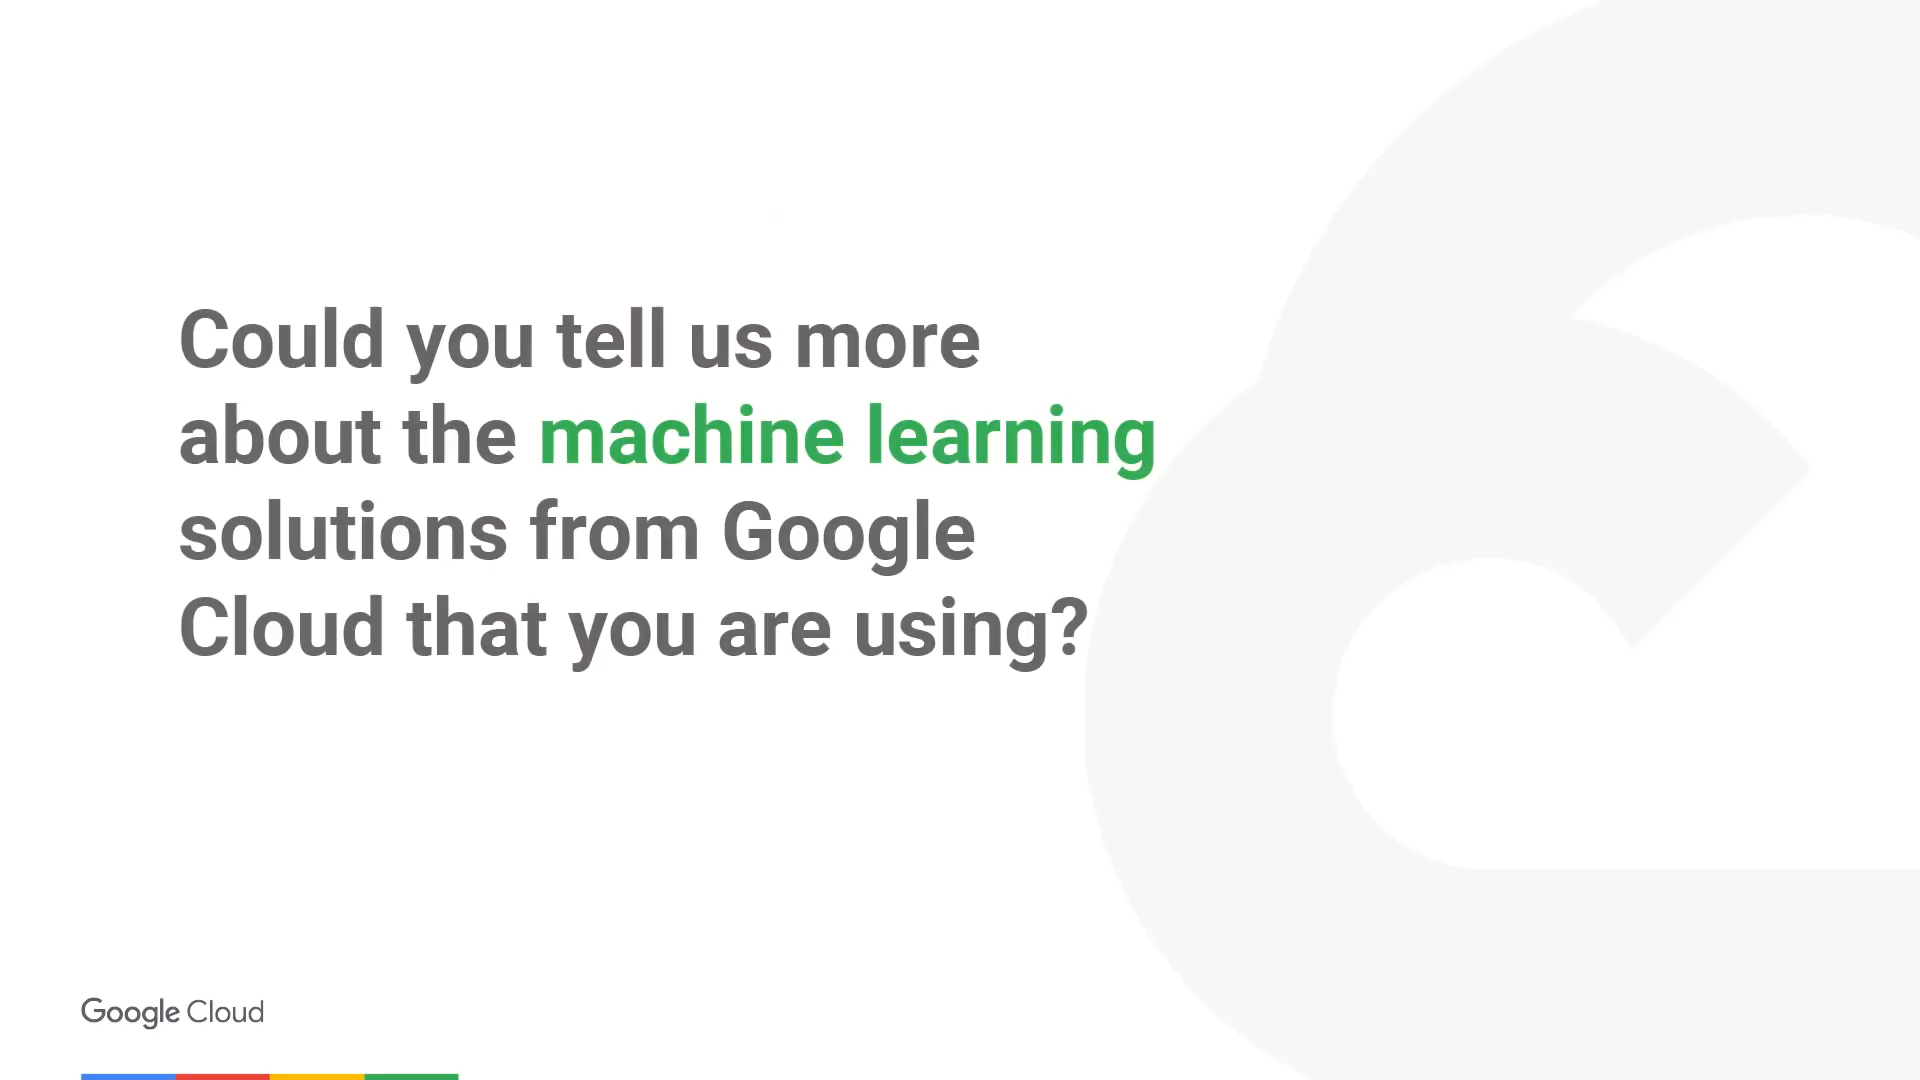 Could you tell us more
about the machine learning
solutions from Google
Cloud that you are using?
Google Cloud